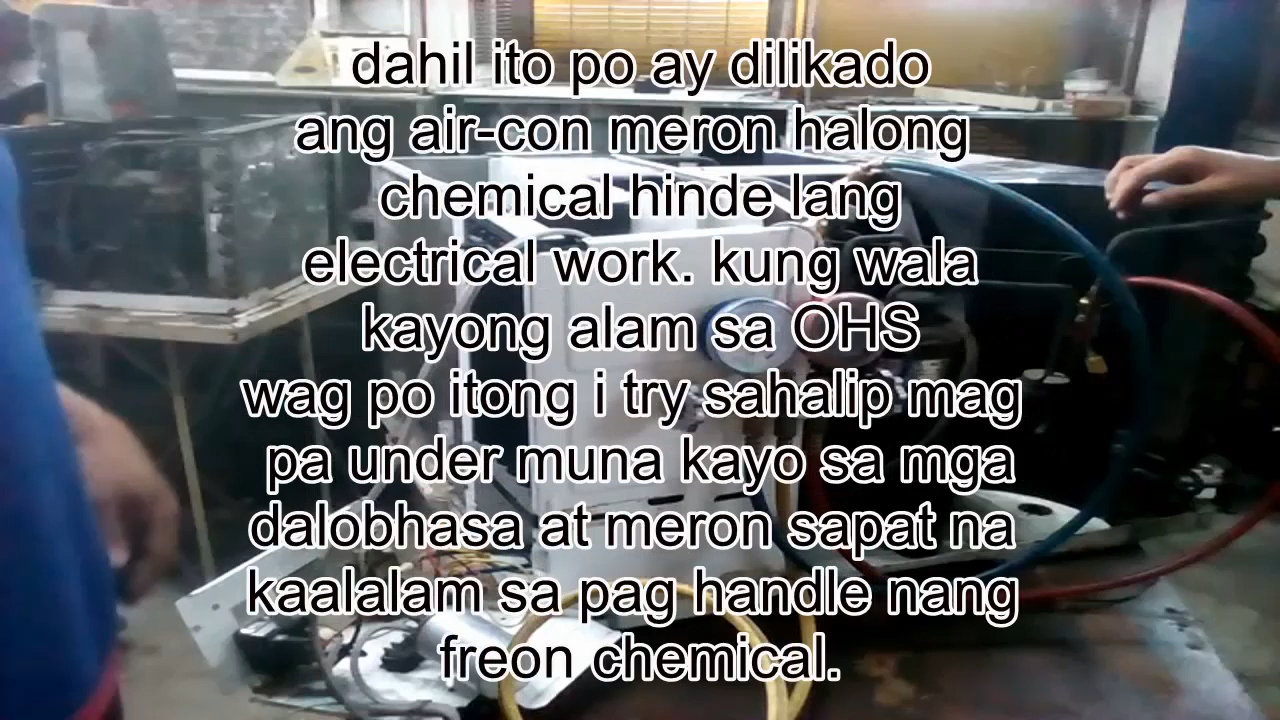 dahil ito po ay dilikado
ang air-con meron halong
chemical hinde lang
electrical work. kung wala
kayong alam sa OHS
wag po itong i try sahalip mag
pa under muna kayo sa mga
dalobhasa at meron sapat na
kaalalam sa pag handle nang
freon chemical.